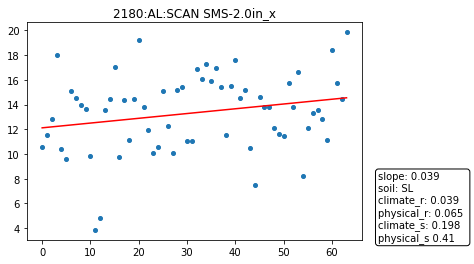 2180:AL:SCAN SMS-2.0in_x
20
18
16
14
12
10
8
6
4
0 10 20 30 40 50 60
slope: 0.039
soil: SL
climate_r: 0.039
physical_r: 0.065
climate_s: 0.198
physical_s 0.41